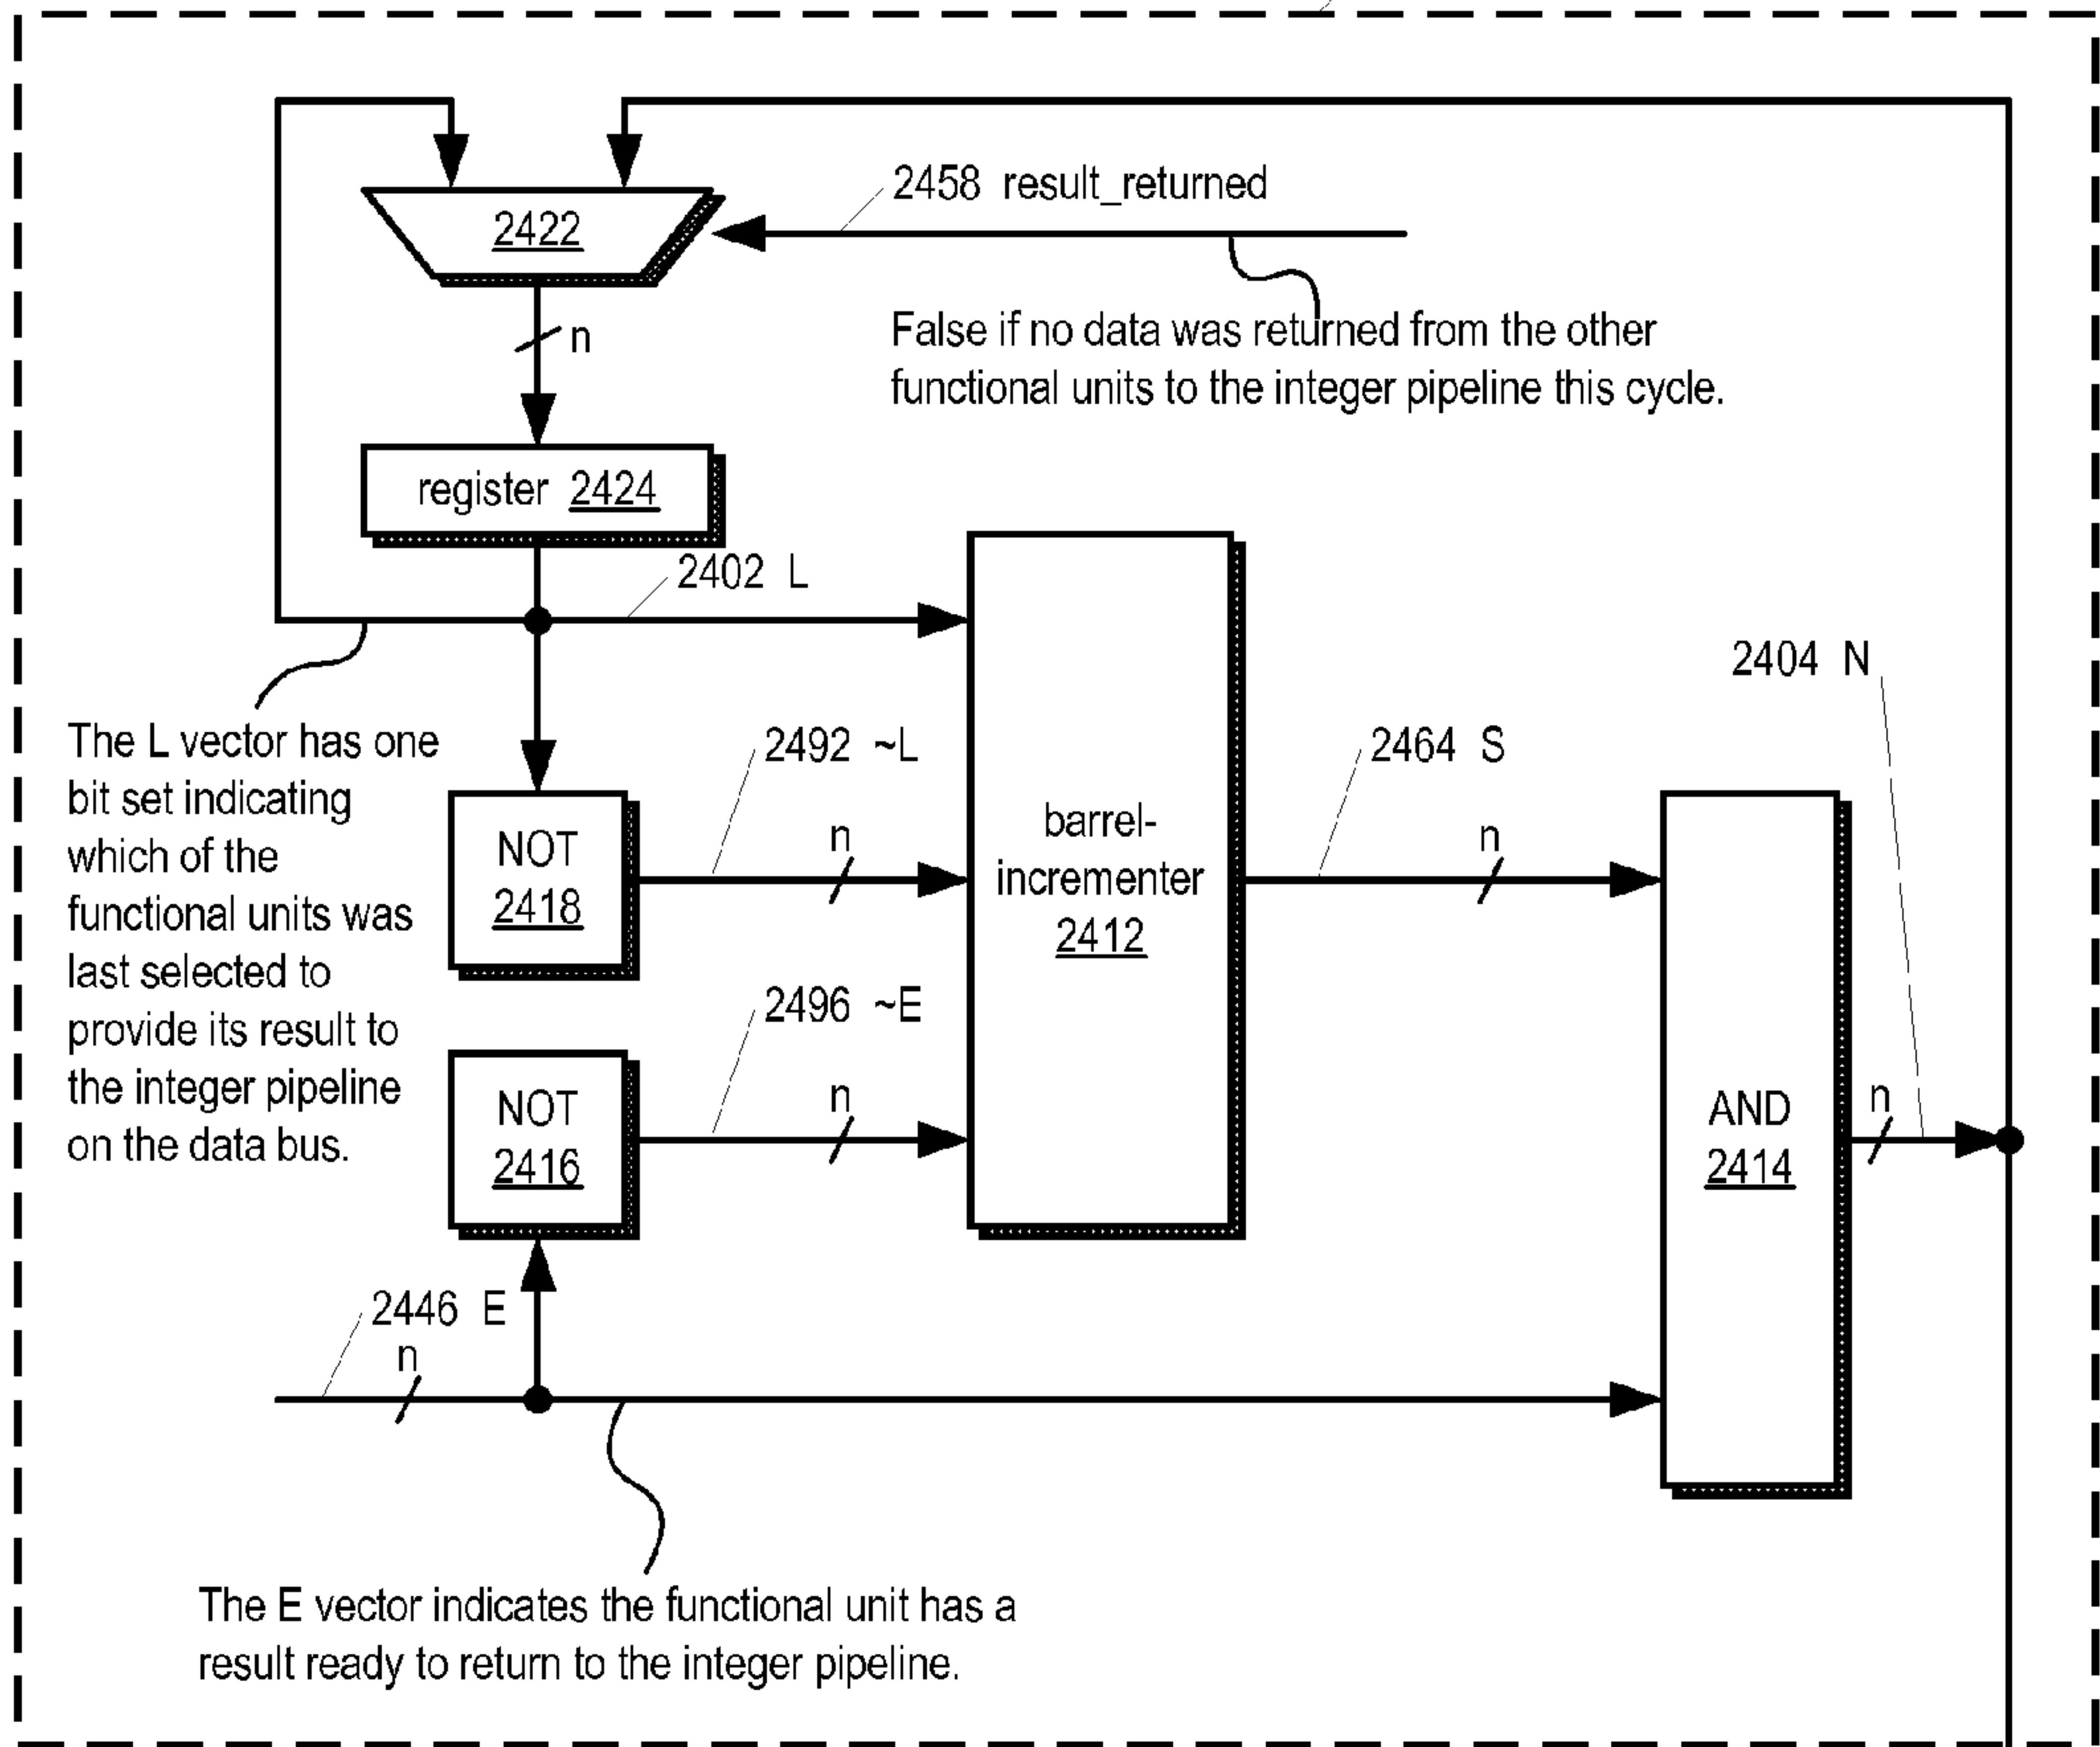 2458 result_returned
2422
False if no data was returned from the other
functional units to the integer pipeline this cycle.
n
register 2424
2402 L
2404 N
The L vector has one
bit set indicating
which of the
functional units was
last selected to
provide its result to
the integer pipeline
on the data bus.
2492 ~L
2464 S
NOT
2418
n
barrel-
incrementer
2412
n
2496 ~E
NOT
2416
n
AND
2414
n
2446 E
n
The E vector indicates the functional unit has a
result ready to return to the integer pipeline.